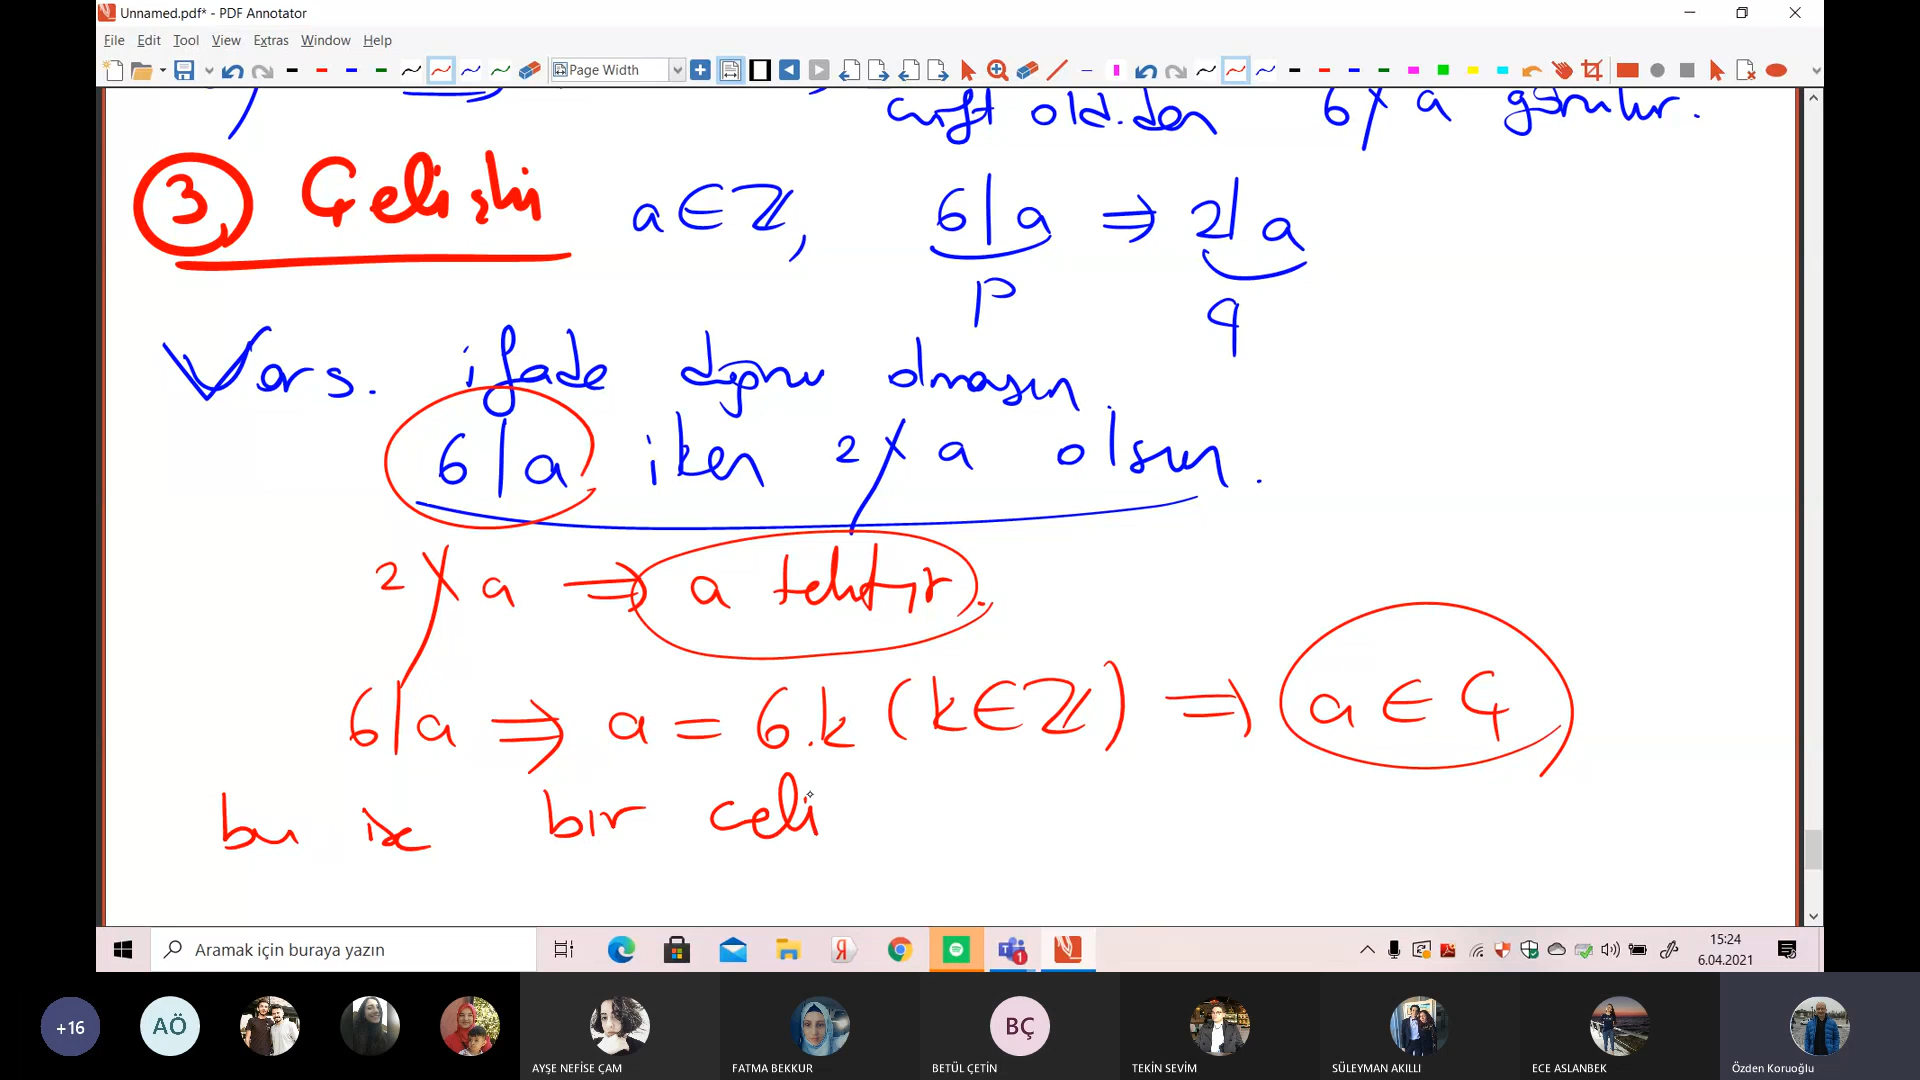 Unnamed.pdf* - PDF Annotator
File Edit Tool View Extras Window Help
Page Width
çift old.dan 6∤a görülür.
③ Çelişki a∈ℤ, 6|a ⇒ 2|a
p q
Vars. ifade doğru olmasın.
6|a iken 2∤a olsun.
2∤a ⇒ a tektir.
6|a ⇒ a = 6.k (k∈ℤ) ⇒ a ∈ Ç
bu ise bir celi
Aramak için buraya yazın
15:24
6.04.2021
+16 AÖ BÇ
AYŞE NEFİSE ÇAM FATMA BEKKUR BETÜL ÇETİN TEKİN SEVİM SÜLEYMAN AKILLI ECE ASLANBEK Özden Koruoğlu